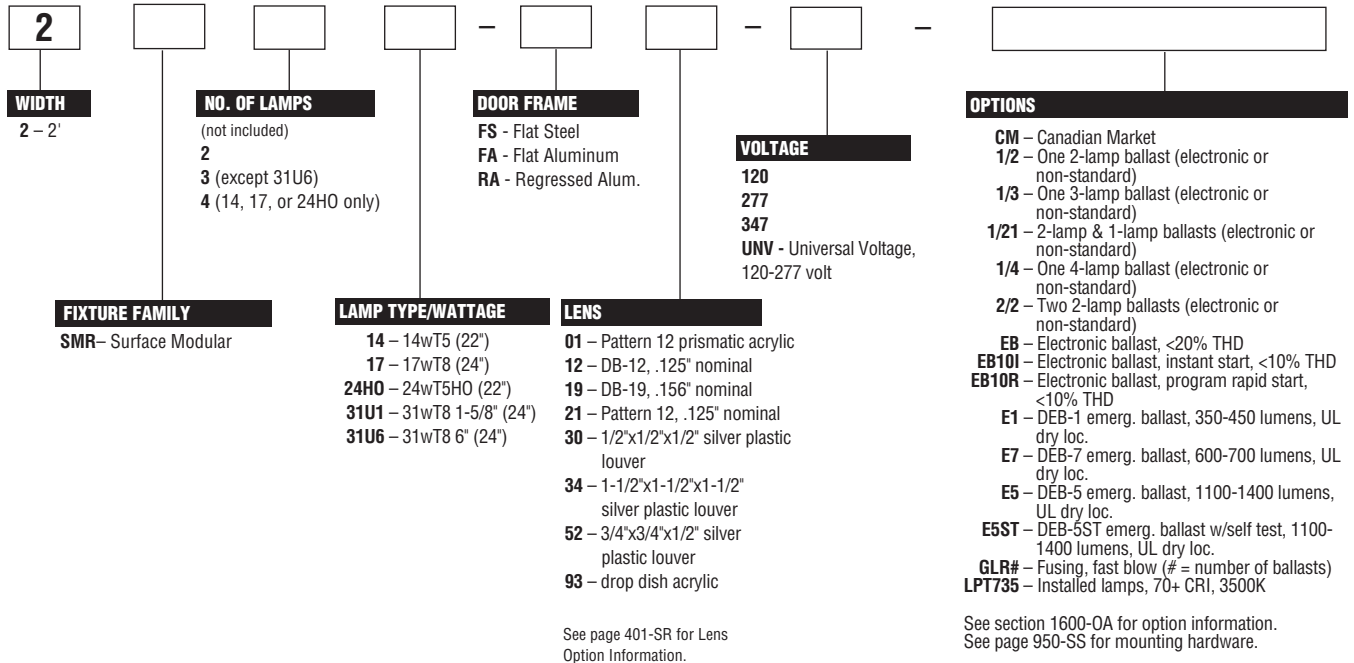 2
–
–
–
WIDTH
2 – 2'
FIXTURE FAMILY
SMR– Surface Modular
NO. OF LAMPS
(not included)
2
3 (except 31U6)
4 (14, 17, or 24HO only)
LAMP TYPE/WATTAGE
14 – 14wT5 (22")
17 – 17wT8 (24")
24HO – 24wT5HO (22")
31U1 – 31wT8 1-5/8" (24")
31U6 – 31wT8 6" (24")
DOOR FRAME
FS - Flat Steel
FA - Flat Aluminum
RA - Regressed Alum.
LENS
01 – Pattern 12 prismatic acrylic
12 – DB-12, .125" nominal
19 – DB-19, .156" nominal
21 – Pattern 12, .125" nominal
30 – 1/2"x1/2"x1/2" silver plastic
louver
34 – 1-1/2"x1-1/2"x1-1/2"
silver plastic louver
52 – 3/4"x3/4"x1/2" silver
plastic louver
93 – drop dish acrylic
See page 401-SR for Lens
Option Information.
VOLTAGE
120
277
347
UNV - Universal Voltage,
120-277 volt
OPTIONS
CM – Canadian Market
1/2 – One 2-lamp ballast (electronic or
non-standard)
1/3 – One 3-lamp ballast (electronic or
non-standard)
1/21 – 2-lamp & 1-lamp ballasts (electronic or
non-standard)
1/4 – One 4-lamp ballast (electronic or
non-standard)
2/2 – Two 2-lamp ballasts (electronic or
non-standard)
EB – Electronic ballast, <20% THD
EB10I – Electronic ballast, instant start, <10% THD
EB10R – Electronic ballast, program rapid start,
<10% THD
E1 – DEB-1 emerg. ballast, 350-450 lumens, UL
dry loc.
E7 – DEB-7 emerg. ballast, 600-700 lumens, UL
dry loc.
E5 – DEB-5 emerg. ballast, 1100-1400 lumens,
UL dry loc.
E5ST – DEB-5ST emerg. ballast w/self test, 1100-
1400 lumens, UL dry loc.
GLR# – Fusing, fast blow (# = number of ballasts)
LPT735 – Installed lamps, 70+ CRI, 3500K
See section 1600-OA for option information.
See page 950-SS for mounting hardware.